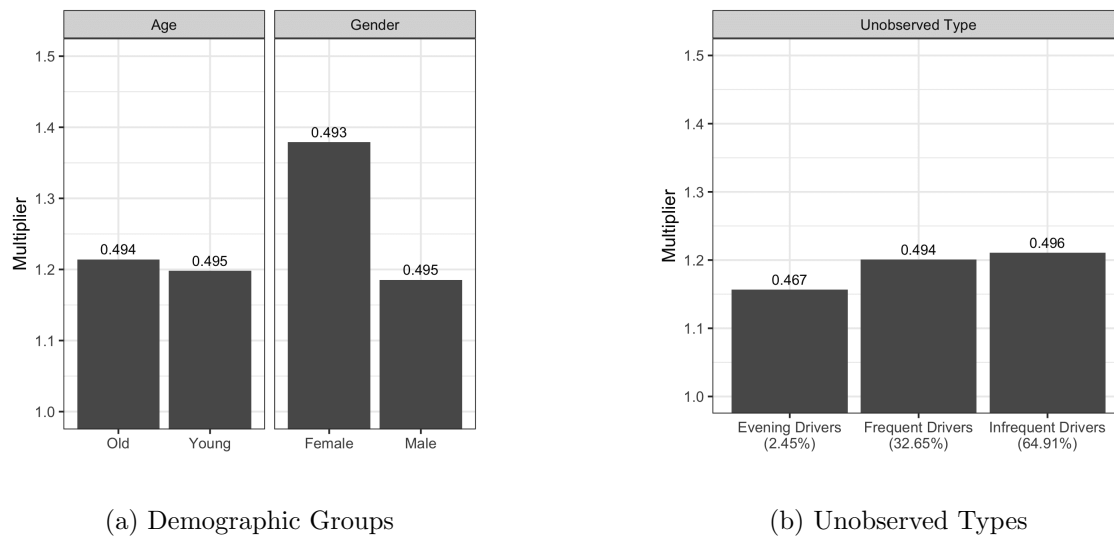 Age Gender
1.5
1.4
1.3
1.2
1.1
1.0
Multiplier
0.494
0.495
0.493
0.495
Old Young Female Male
(a) Demographic Groups
Unobserved Type
1.5
1.4
1.3
1.2
1.1
1.0
Multiplier
0.467
0.494
0.496
Evening Drivers Frequent Drivers Infrequent Drivers
(2.45%) (32.65%) (64.91%)
(b) Unobserved Types